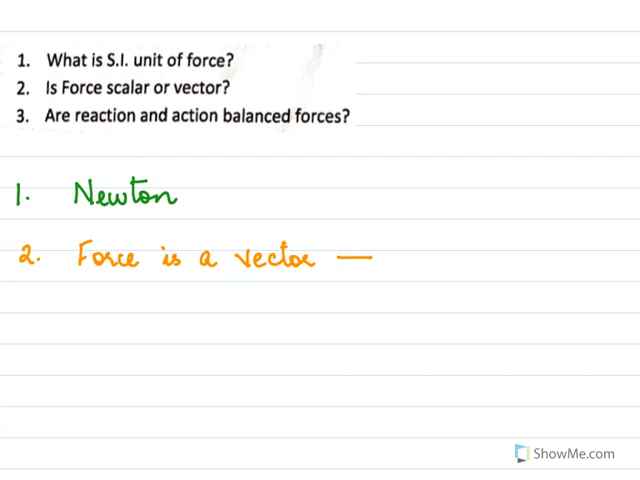 1. What is S.I. unit of force?
2. Is Force scalar or vector?
3. Are reaction and action balanced forces?
1. Newton
2. Force is a vector —
ShowMe.com